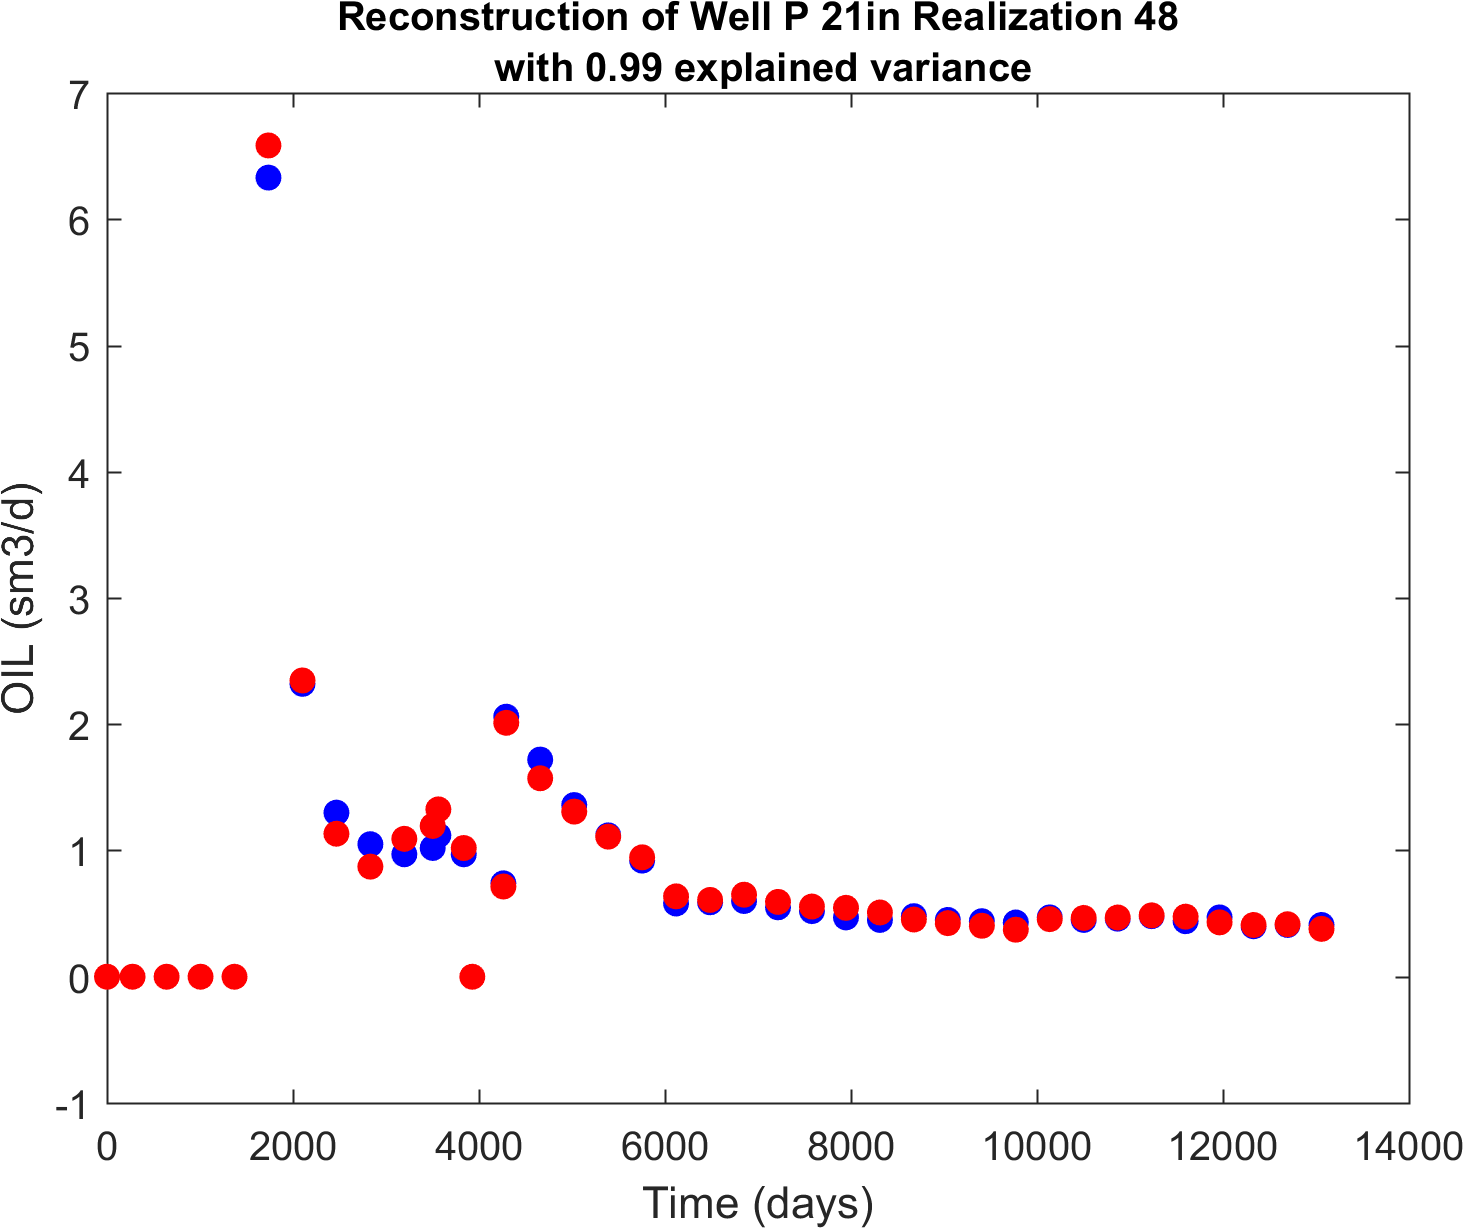 Reconstruction of Well P 21in Realization 48
with 0.99 explained variance
7
6
5
4
3
2
1
0
-1
OIL (sm3/d)
0 2000 4000 6000 8000 10000 12000 14000
Time (days)